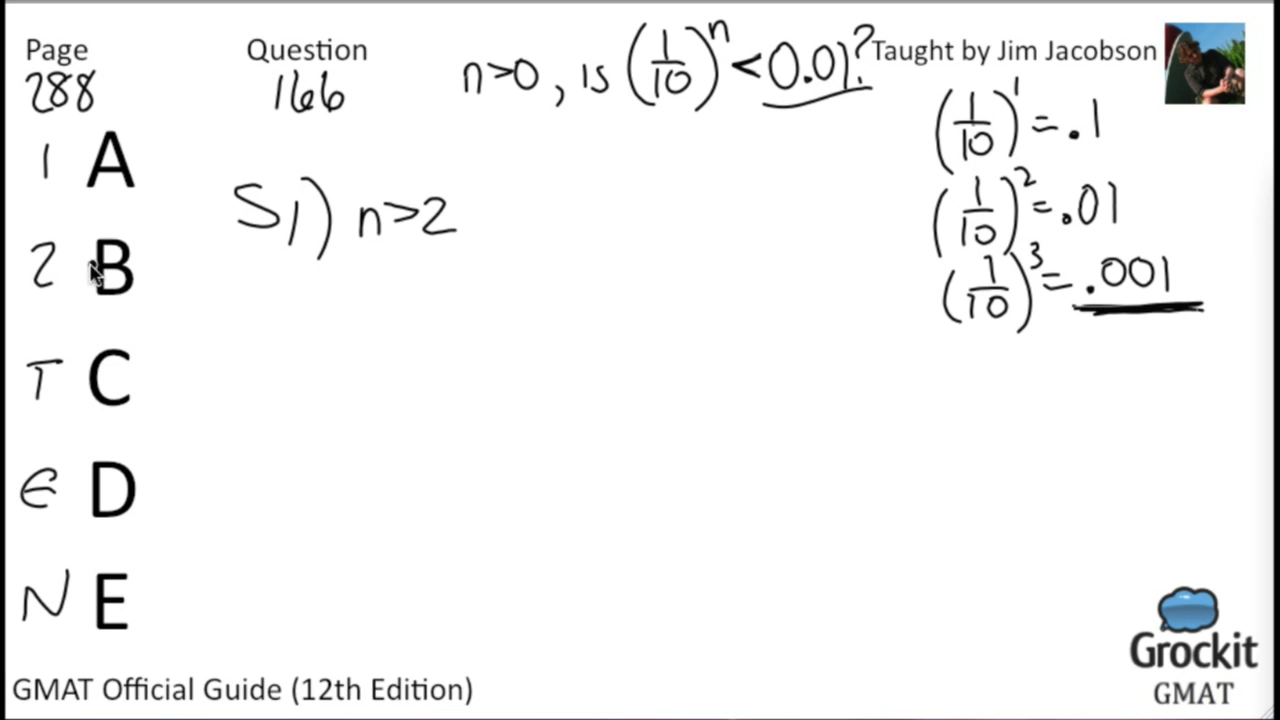 Page
288
Question
166
n>0, is (1/10)^n < 0.01?
Taught by Jim Jacobson
(1/10)^1 = .1
(1/10)^2 = .01
(1/10)^3 = .001
1 A
S1) n>2
2 B
T C
E D
N E
Grockit
GMAT
GMAT Official Guide (12th Edition)